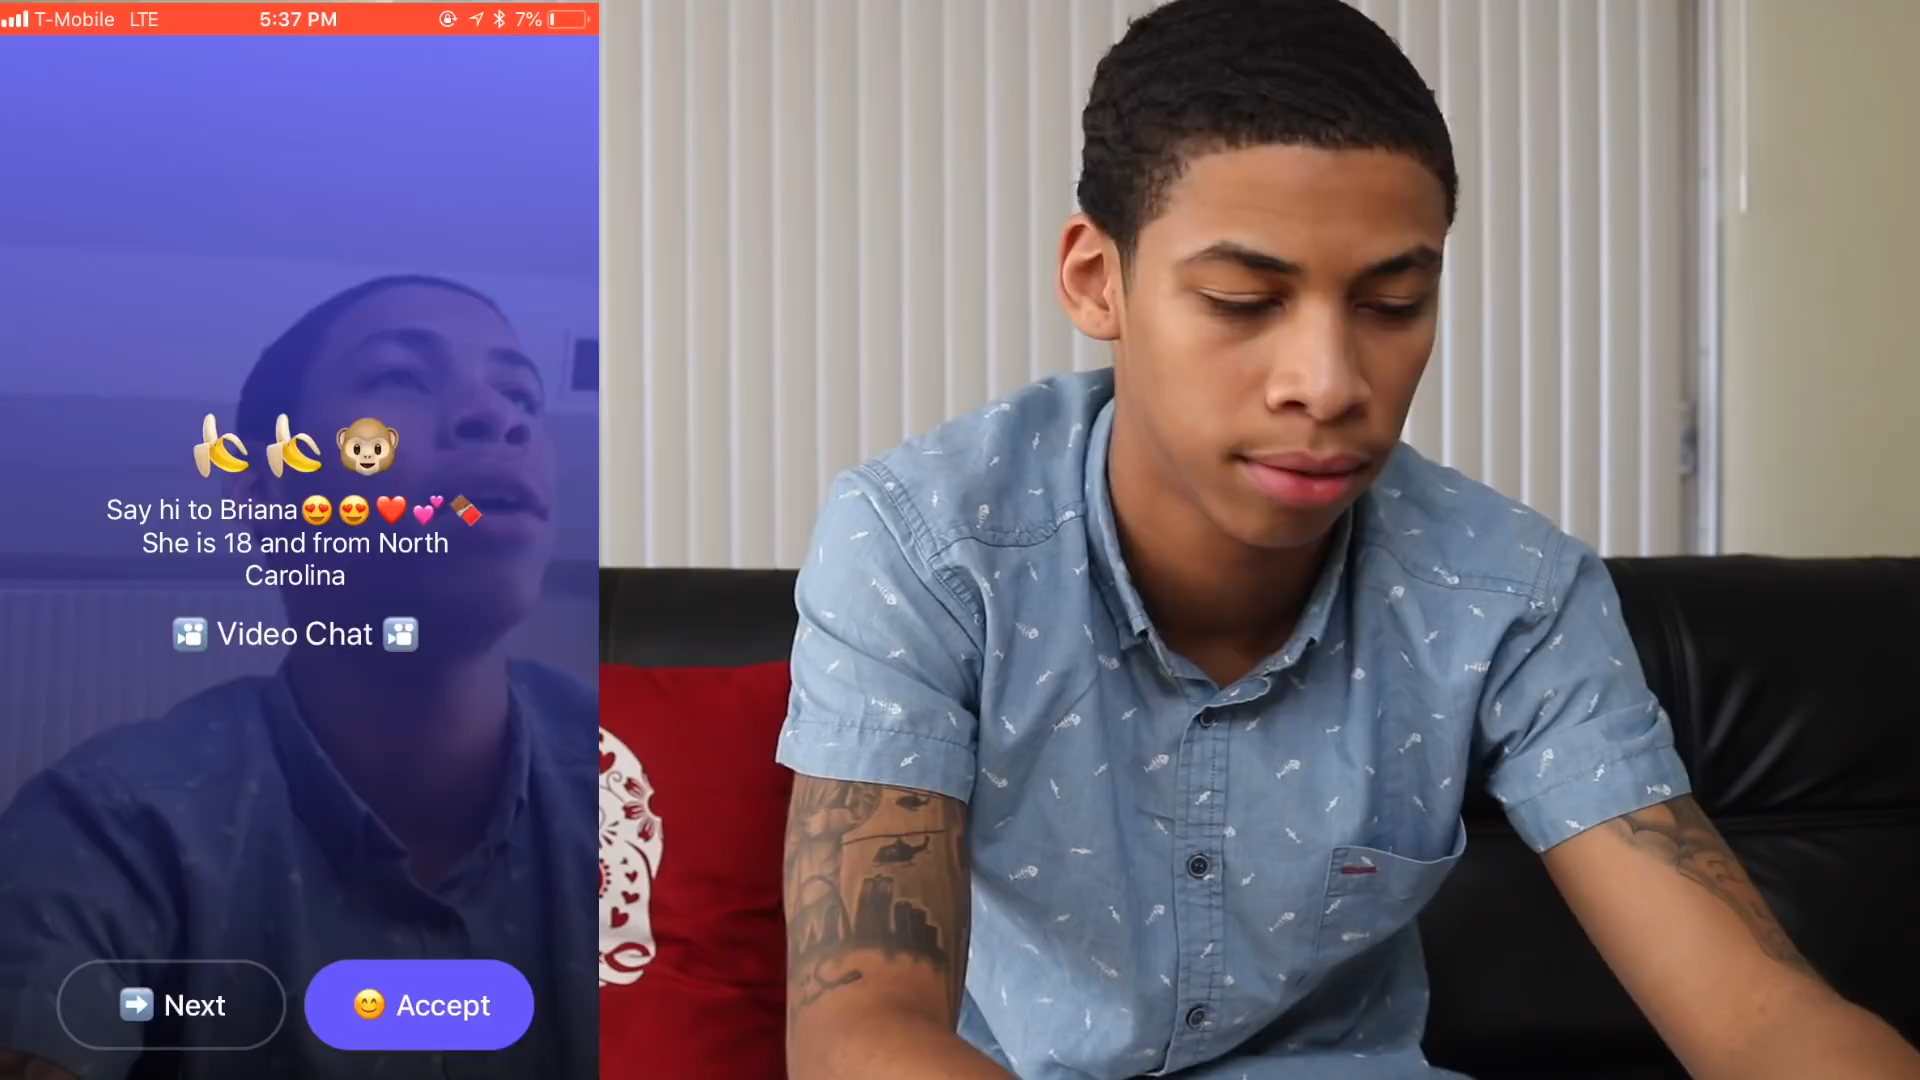 T-Mobile LTE 5:37 PM 7%
Say hi to Briana😍😍❤️💕🍫
She is 18 and from North
Carolina
🎦 Video Chat 🎦
➡️ Next
😊 Accept